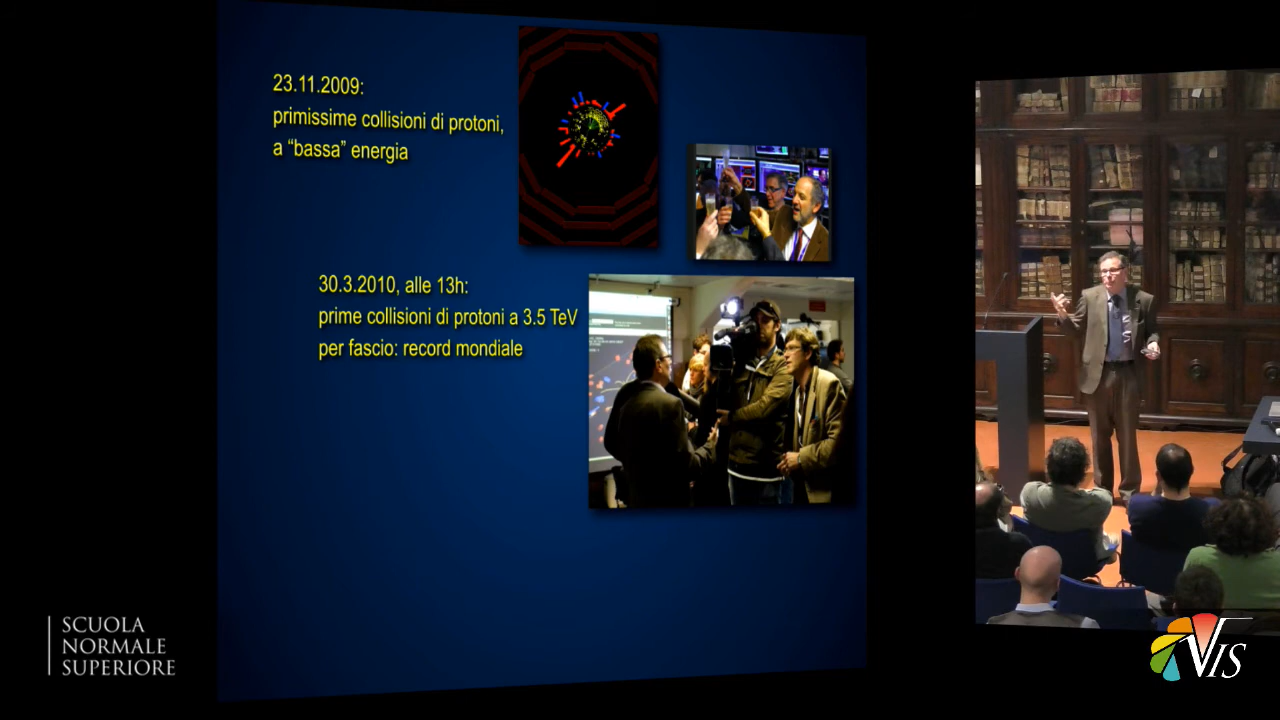 23.11.2009:
primissime collisioni di protoni,
a “bassa” energia
30.3.2010, alle 13h:
prime collisioni di protoni a 3.5 TeV
per fascio: record mondiale
SCUOLA
NORMALE
SUPERIORE
VIS